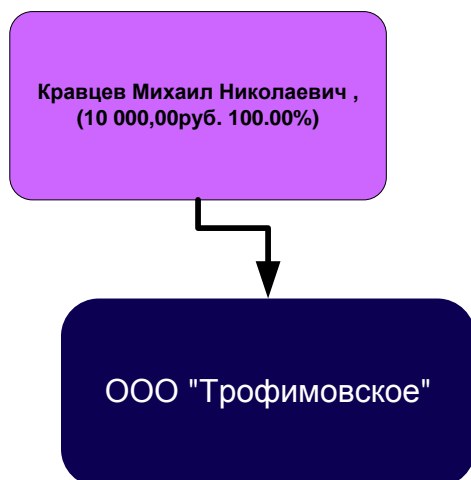 Кравцев Михаил Николаевич ,
(10 000,00руб. 100.00%)
ООО "Трофимовское"